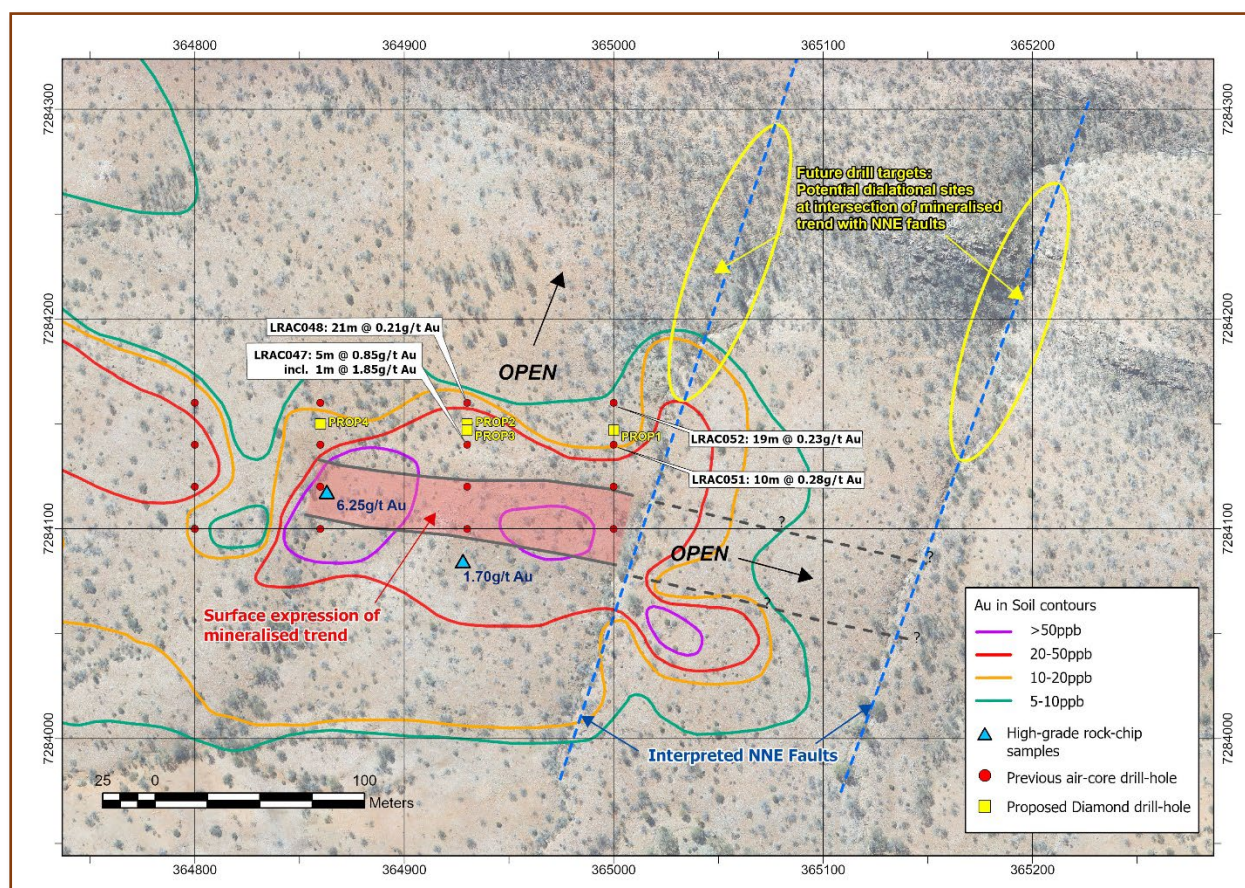 364800
364900
365000
365100
365200
7284300
7284300
Future drill targets:
Potential dialational sites
at intersection of mineralised
trend with NNE faults
7284200
7284200
LRAC048: 21m @ 0.21g/t Au
LRAC047: 5m @ 0.85g/t Au
incl. 1m @ 1.85g/t Au
OPEN
PROP4
PROP2
PROP3
PROP1
LRAC052: 19m @ 0.23g/t Au
LRAC051: 10m @ 0.28g/t Au
6.25g/t Au
7284100
7284100
?
?
OPEN
1.70g/t Au
?
?
Surface expression of
mineralised trend
Au in Soil contours
>50ppb
20-50ppb
10-20ppb
5-10ppb
High-grade rock-chip
samples
Previous air-core drill-hole
Proposed Diamond drill-hole
7284000
7284000
Interpreted NNE Faults
25
0
100
Meters
364800
364900
365000
365100
365200